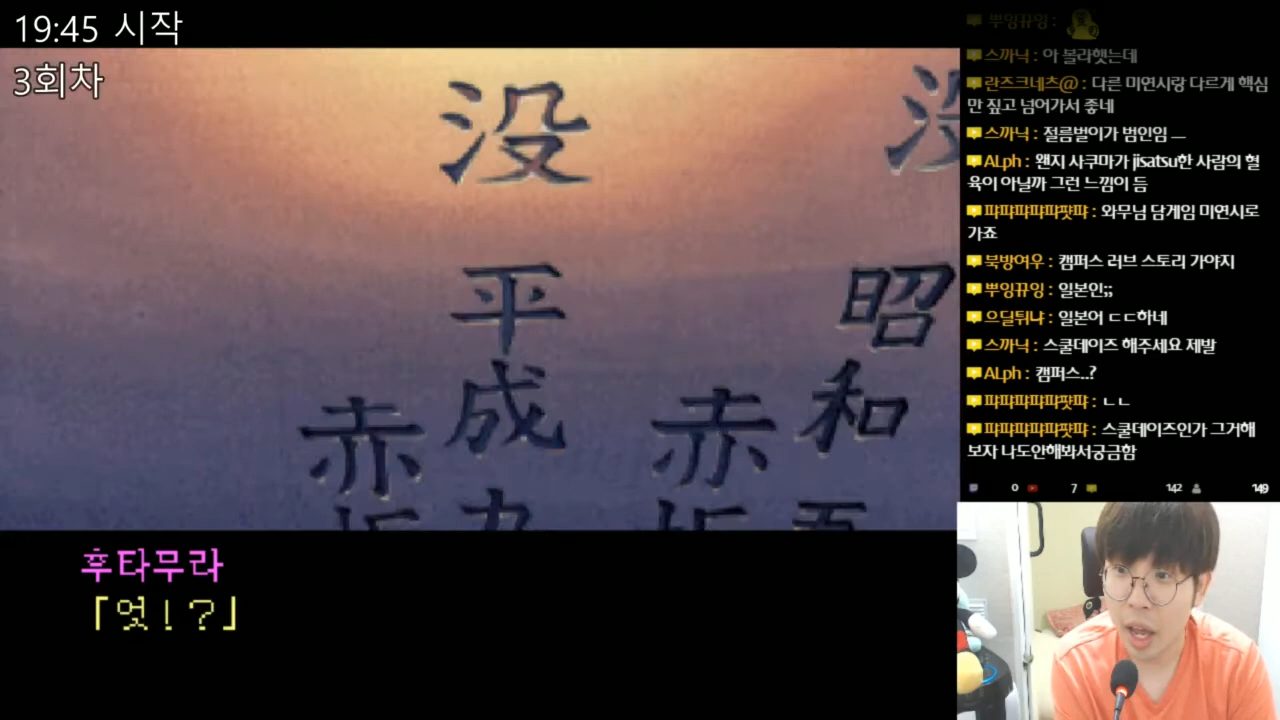 19:45 시작
3회차
没
没
平成
昭和
赤
赤
후타무라
「엿!?」
뿌잉뀨잉 :
스까닉 : 아 볼라했는데
란즈크네츠@ : 다른 미연시랑 다르게 핵심
만 짚고 넘어가서 좋네
스까닉 : 절름벌이가 범인임 ㅡ
ALph : 왠지 사쿠마가 jisatsu한 사람의 혈
육이 아닐까 그런 느낌이 듬
퍄퍄퍄퍄퍄팟퍄 : 와무님 담게임 미연시로
가죠
북방여우 : 캠퍼스 러브 스토리 가야지
뿌잉뀨잉 : 일본인;;
으딜튀냐 : 일본어 ㄷㄷ하네
스까닉 : 스쿨데이즈 해주세요 제발
ALph : 캠퍼스..?
퍄퍄퍄퍄퍄팟퍄 : ㄴㄴ
퍄퍄퍄퍄퍄팟퍄 : 스쿨데이즈인가 그거해
보자 나도안해봐서궁금함
0 7 142 149